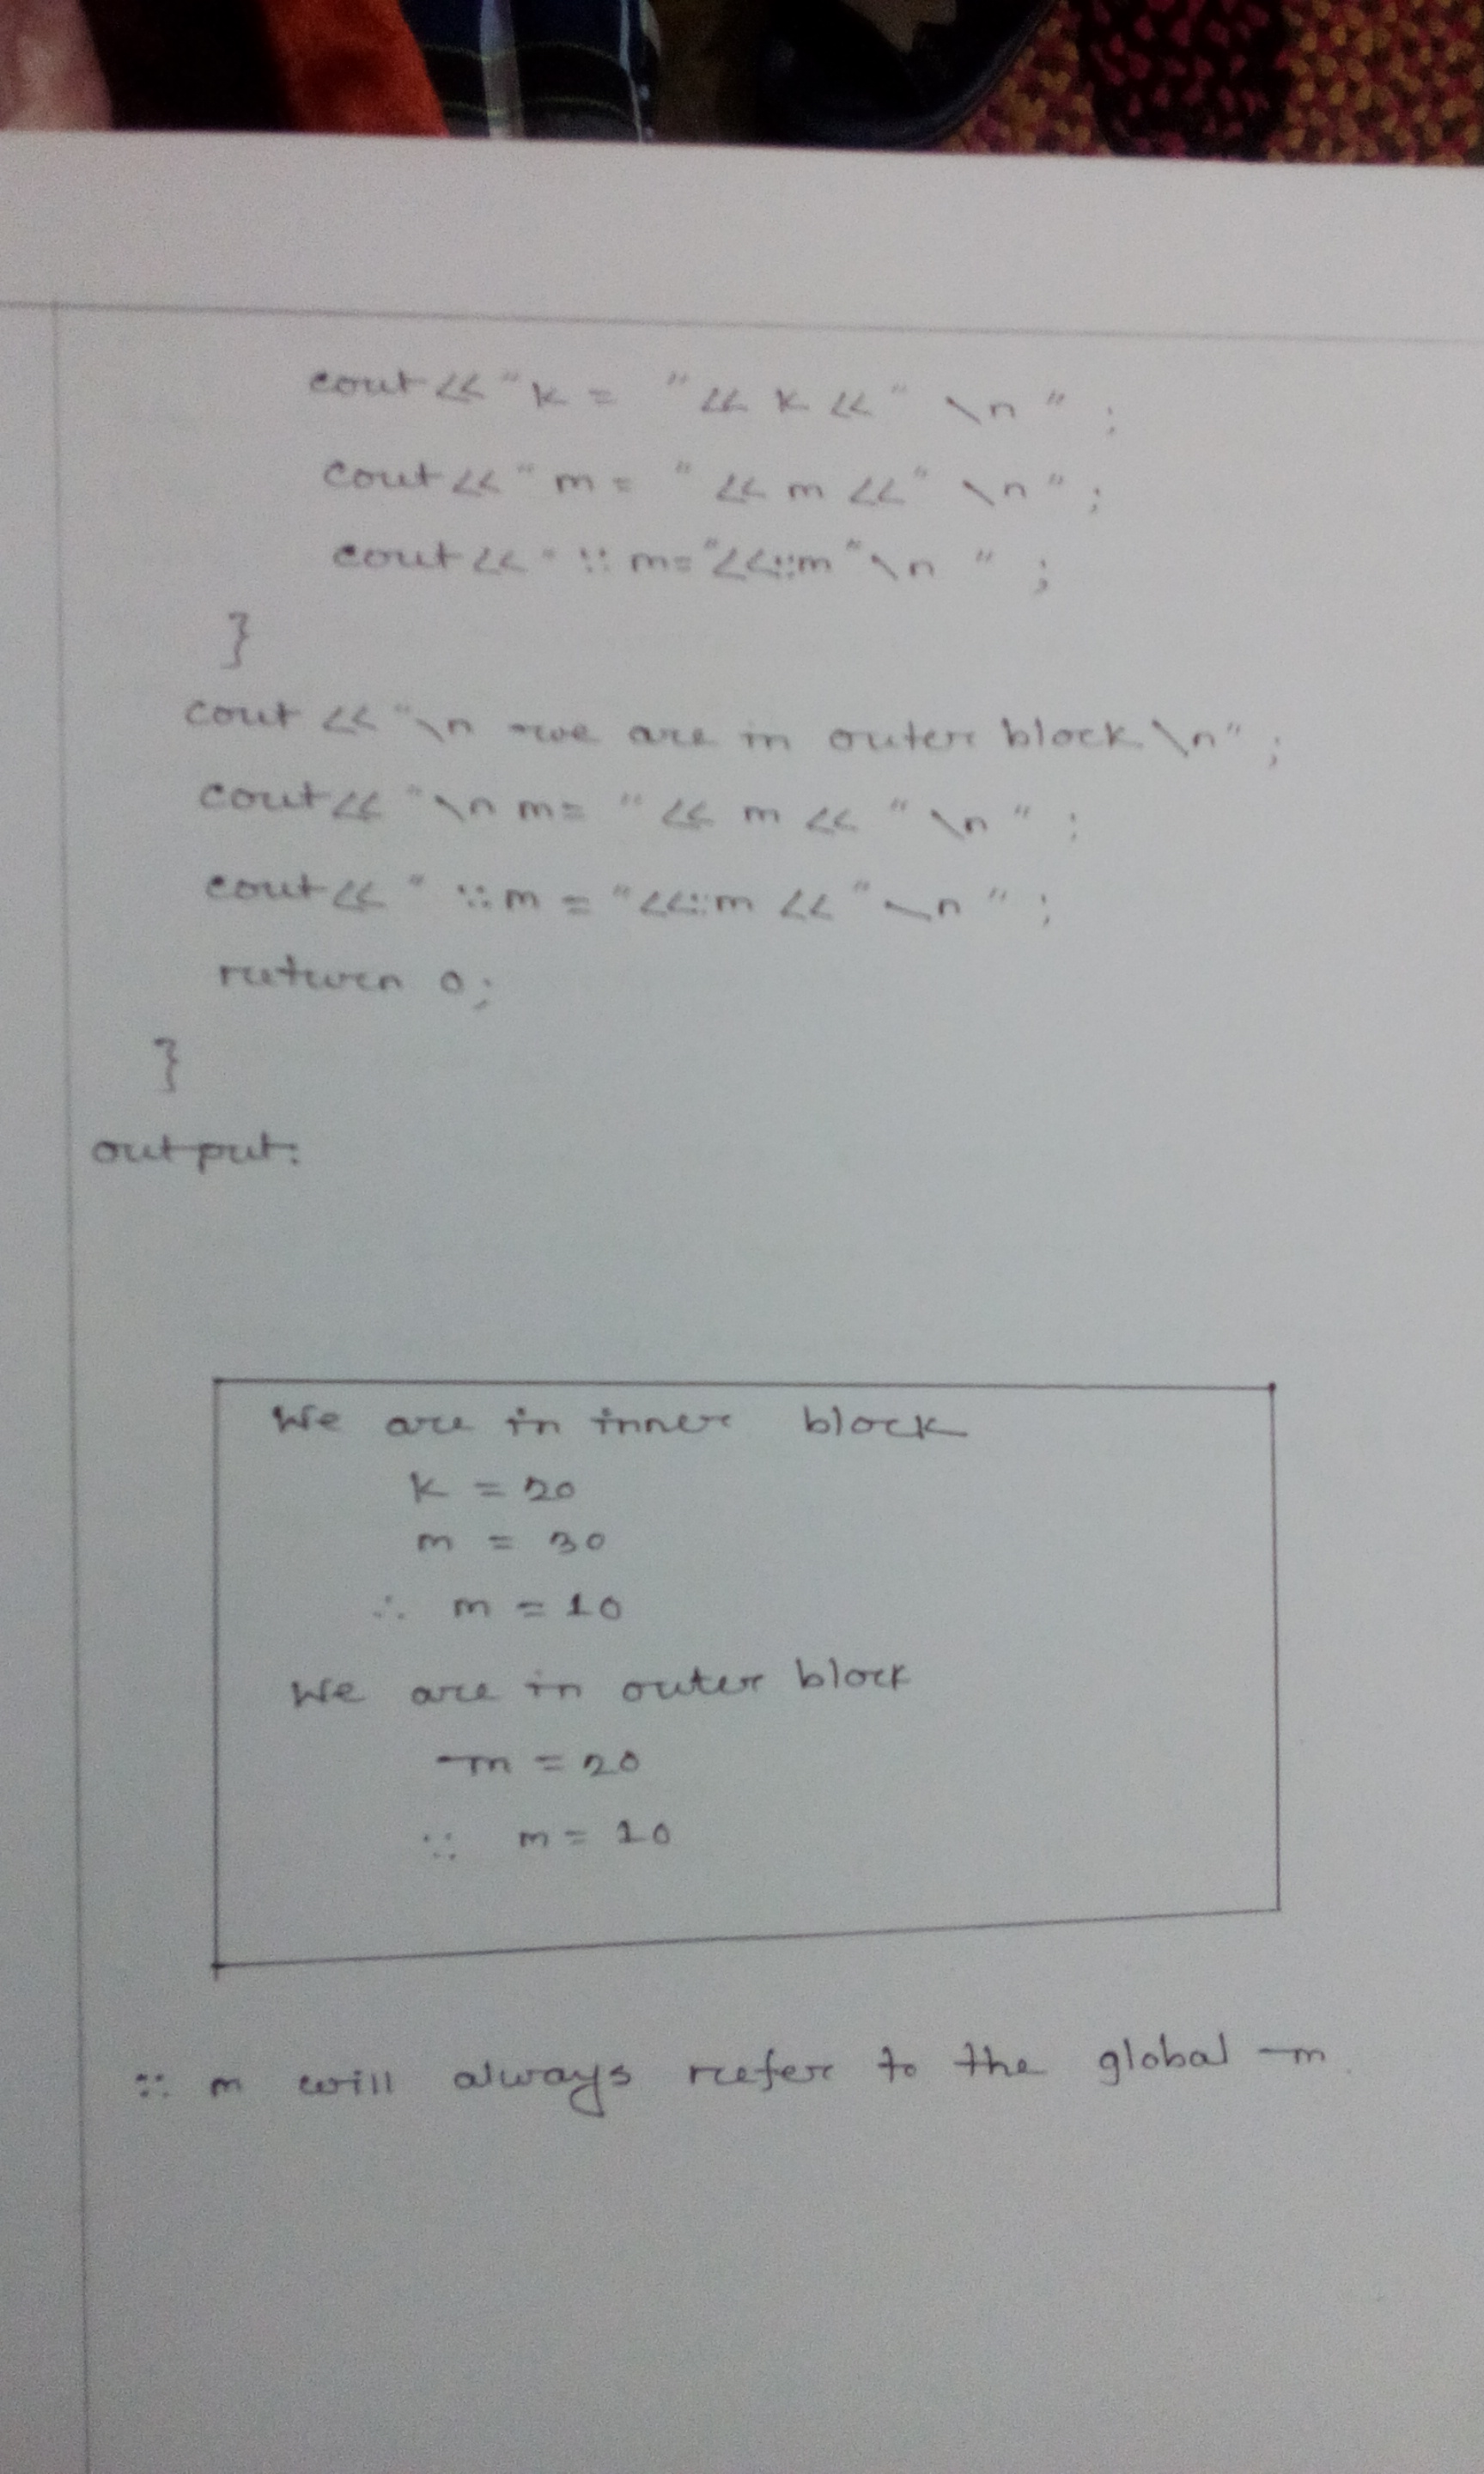 cout<<"k = "<< k <<" \n " ;
cout<<" m = " << m <<" \n " ;
cout<<" :: m="<<::m "\n " ;
}
cout <<"\n we are in outer block \n" ;
cout<< "\n m= " << m << " \n " ;
cout<< " ::m = "<<::m << "\n " ;
return 0;
}
output:
We are in inner block
k = 20
m = 30
∴ m = 10
We are in outer block
m = 20
:: m = 10
:: m will always refer to the global m.